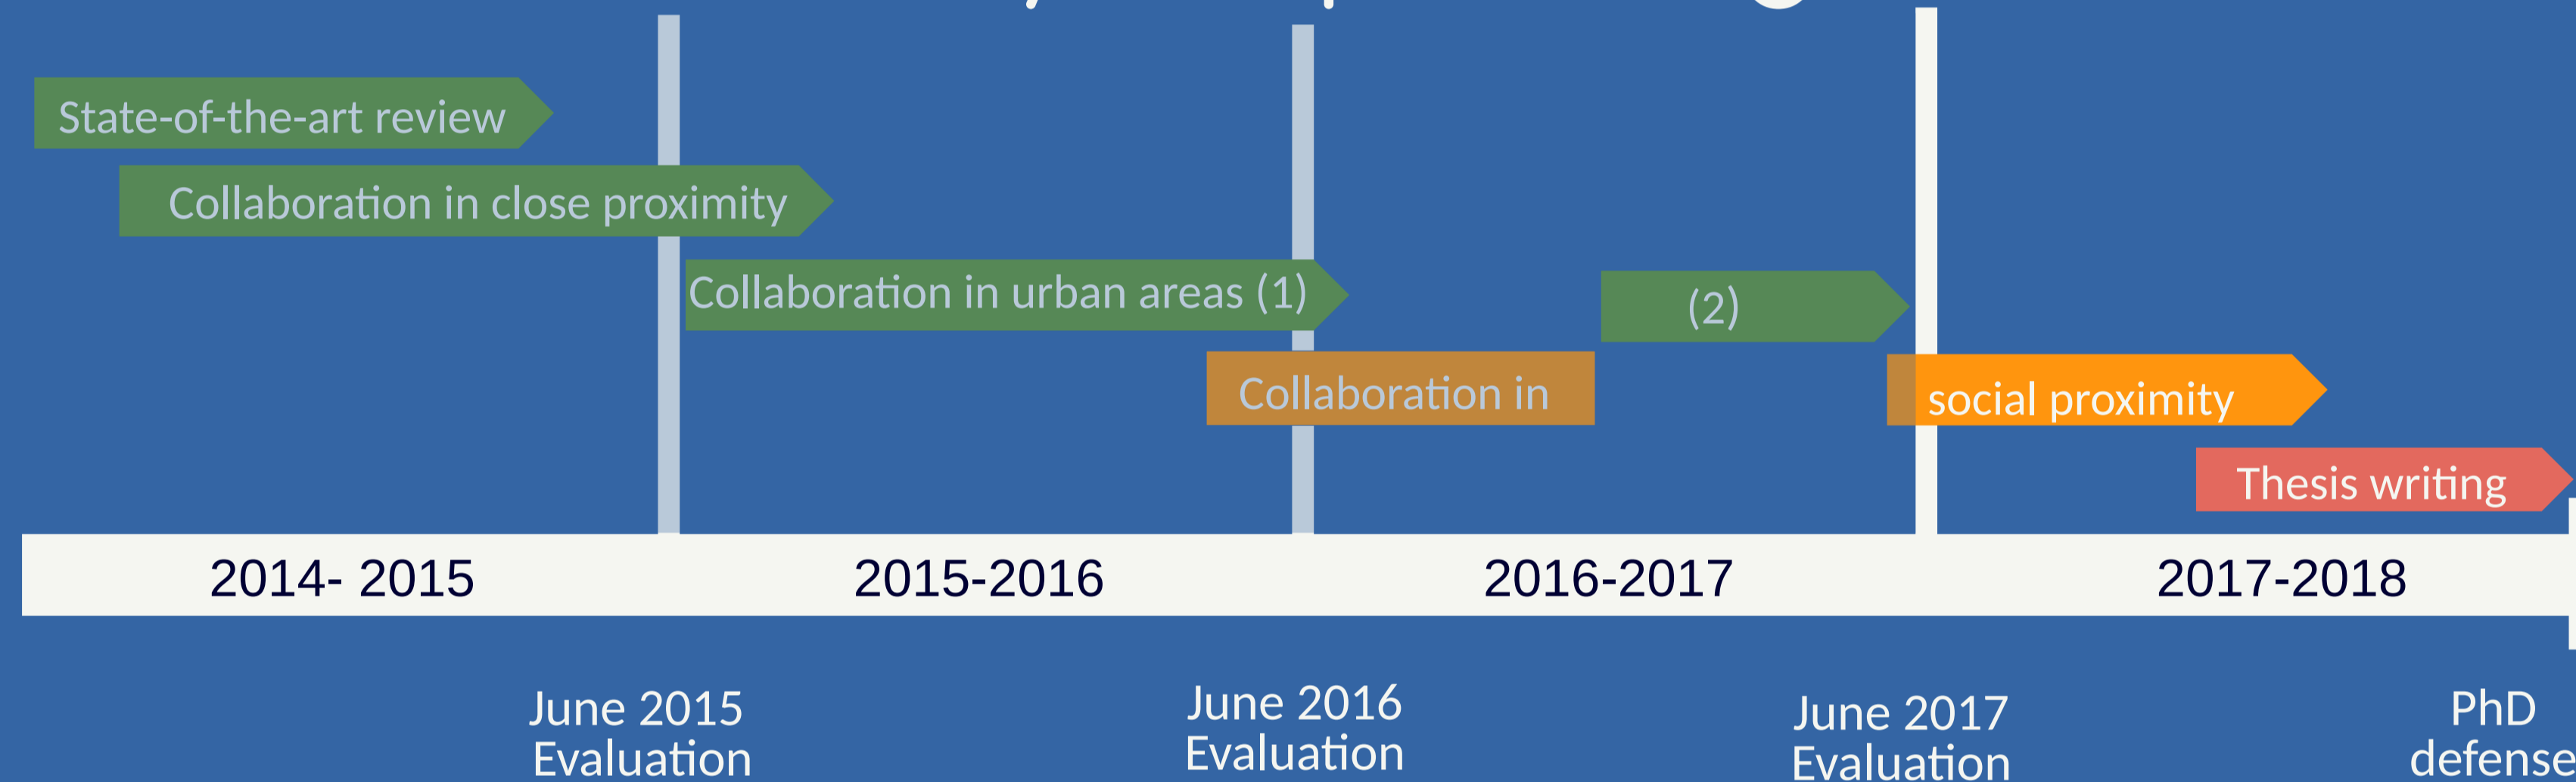 State-of-the-art review
Collaboration in close proximity
Collaboration in urban areas (1)
(2)
Collaboration in
social proximity
Thesis writing
2014- 2015
2015-2016
2016-2017
2017-2018
June 2015
Evaluation
June 2016
Evaluation
June 2017
Evaluation
PhD
defense